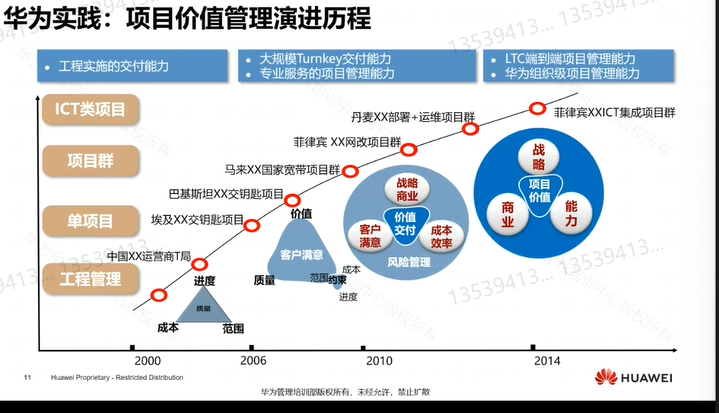 华为实践：项目价值管理演进历程
• 工程实施的交付能力
• 大规模Turnkey交付能力
• 专业服务的项目管理能力
• LTC端到端项目管理能力
• 华为组织级项目管理能力
ICT类项目
项目群
单项目
工程管理
中国XX运营商T局
埃及XX交钥匙项目
巴基斯坦XX交钥匙项目
马来XX国家宽带项目群
菲律宾 XX网改项目群
丹麦XX部署+运维项目群
菲律宾XXICT集成项目群
进度
质量
成本
范围
价值
客户满意
质量
范围
约束
成本
进度
战略
商业
价值
交付
客户
满意
成本
效率
风险管理
战
略
项目
价值
商
业
能
力
2000
2006
2010
2014
11
Huawei Proprietary - Restricted Distribution
华为管理培训部版权所有，未经允许，禁止扩散
HUAWEI
13539413...
13539413...
13539413...